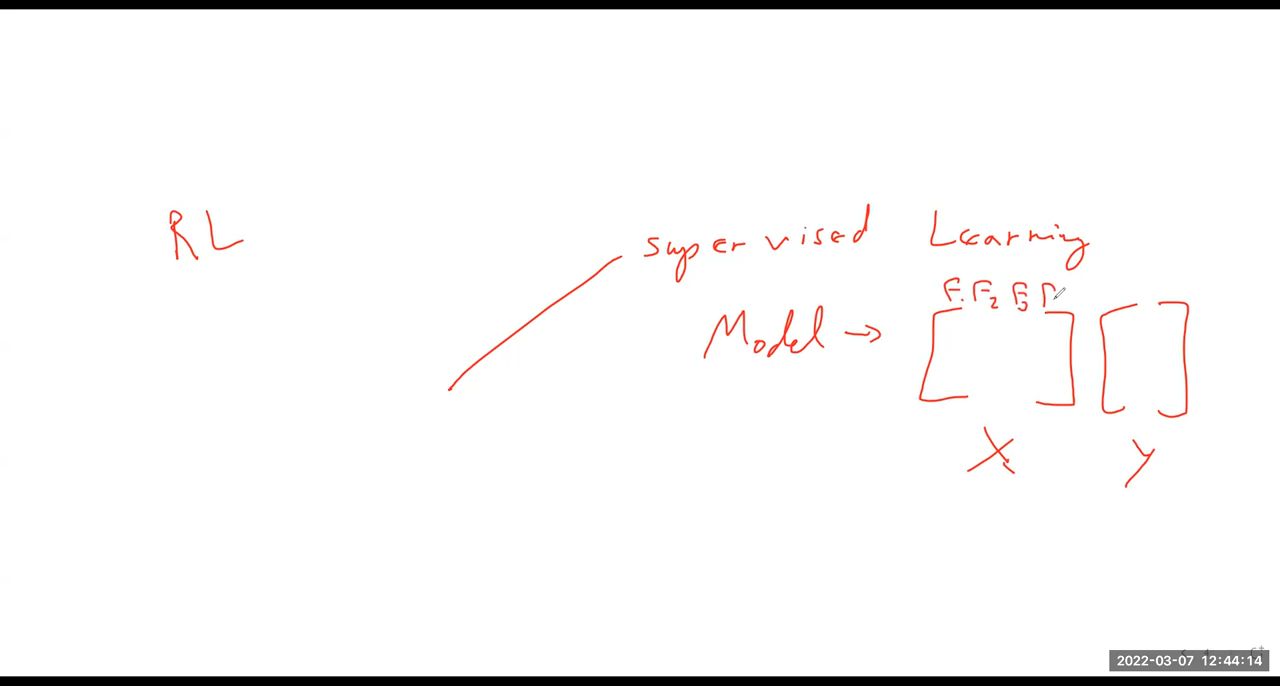 RL
Supervised Learning
F1 F2 F3
Model →
X Y
2022-03-07 12:44:14